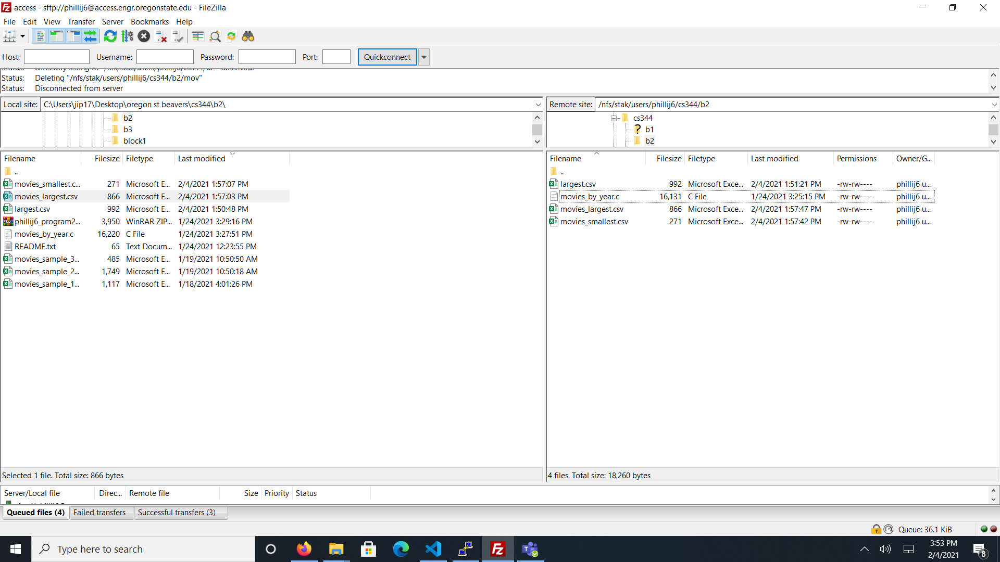 access - sftp://phillij6@access.engr.oregonstate.edu - FileZilla
File Edit View Transfer Server Bookmarks Help
Host: Username: Password: Port: Quickconnect
Status: Directory listing of "/nfs/stak/users/phillij6/cs344/b2" successful
Status: Deleting "/nfs/stak/users/phillij6/cs344/b2/mov"
Status: Disconnected from server
Local site: C:\Users\jip17\Desktop\oregon st beavers\cs344\b2\
b2
b3
block1
Filename Filesize Filetype Last modified
..
movies_smallest.c... 271 Microsoft E... 2/4/2021 1:57:07 PM
movies_largest.csv 866 Microsoft E... 2/4/2021 1:57:03 PM
largest.csv 992 Microsoft E... 2/4/2021 1:50:48 PM
phillij6_program2... 3,950 WinRAR ZIP... 1/24/2021 3:29:16 PM
movies_by_year.c 16,220 C File 1/24/2021 3:27:51 PM
README.txt 65 Text Docum... 1/24/2021 12:23:55 PM
movies_sample_3... 485 Microsoft E... 1/19/2021 10:50:50 AM
movies_sample_2... 1,749 Microsoft E... 1/19/2021 10:50:18 AM
movies_sample_1... 1,117 Microsoft E... 1/18/2021 4:01:26 PM
Selected 1 file. Total size: 866 bytes
Remote site: /nfs/stak/users/phillij6/cs344/b2
cs344
b1
b2
Filename Filesize Filetype Last modified Permissions Owner/G...
..
largest.csv 992 Microsoft Exce... 2/4/2021 1:51:21 PM -rw-rw---- phillij6 u...
movies_by_year.c 16,131 C File 1/24/2021 3:25:15 PM -rw-rw---- phillij6 u...
movies_largest.csv 866 Microsoft Exce... 2/4/2021 1:57:47 PM -rw-rw---- phillij6 u...
movies_smallest.csv 271 Microsoft Exce... 2/4/2021 1:57:42 PM -rw-rw---- phillij6 u...
4 files. Total size: 18,260 bytes
Server/Local file Direc... Remote file Size Priority Status
Queued files (4) Failed transfers Successful transfers (3)
Queue: 36.1 KiB
Type here to search
3:53 PM
2/4/2021
8